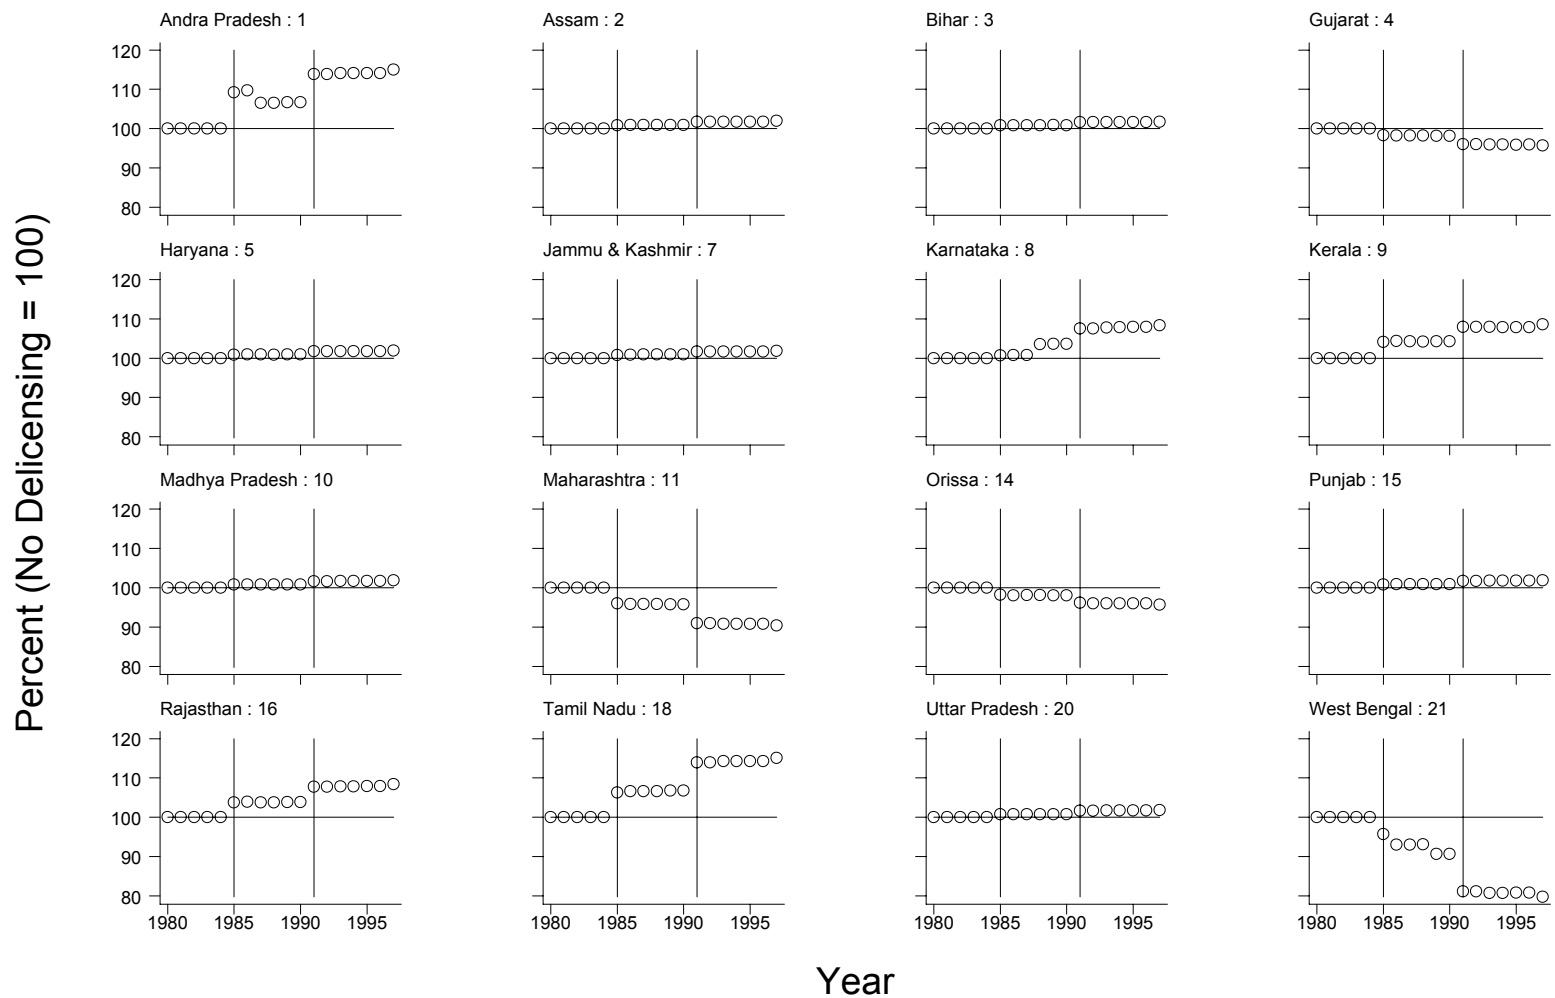 Andra Pradesh : 1
Assam : 2
Bihar : 3
Gujarat : 4
120
110
100
90
80
Haryana : 5
Jammu & Kashmir : 7
Karnataka : 8
Kerala : 9
120
110
100
90
80
Madhya Pradesh : 10
Maharashtra : 11
Orissa : 14
Punjab : 15
120
110
100
90
80
Rajasthan : 16
Tamil Nadu : 18
Uttar Pradesh : 20
West Bengal : 21
120
110
100
90
80
1980 1985 1990 1995
1980 1985 1990 1995
1980 1985 1990 1995
1980 1985 1990 1995
Percent (No Delicensing = 100)
Year